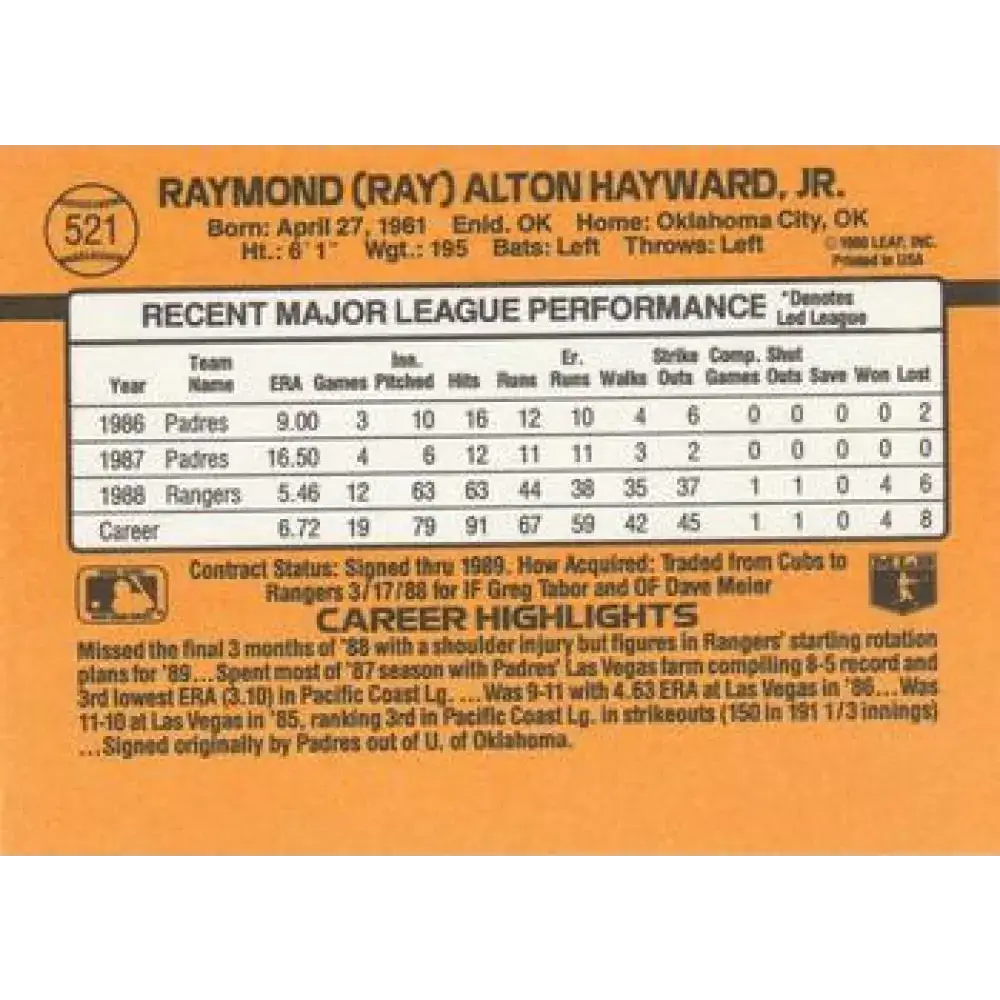 521
RAYMOND (RAY) ALTON HAYWARD, JR.
Born: April 27, 1961 Enid, OK Home: Oklahoma City, OK
Ht.: 6' 1" Wgt.: 195 Bats: Left Throws: Left
© 1988 LEAF, INC.
Printed in USA
RECENT MAJOR LEAGUE PERFORMANCE *Denotes Led League
Year Team Name ERA Games Inn. Pitched Hits Runs Er. Runs Walks Strike Outs Comp. Games Shut Outs Save Won Lost
1986 Padres 9.00 3 10 16 12 10 4 6 0 0 0 0 2
1987 Padres 16.50 4 6 12 11 11 3 2 0 0 0 0 0
1988 Rangers 5.46 12 63 63 44 38 35 37 1 1 0 4 6
Career 6.72 19 79 91 67 59 42 45 1 1 0 4 8
Contract Status: Signed thru 1989. How Acquired: Traded from Cubs to
Rangers 3/17/88 for IF Greg Tabor and OF Dave Meier
CAREER HIGHLIGHTS
Missed the final 3 months of '88 with a shoulder injury but figures in Rangers' starting rotation
plans for '89...Spent most of '87 season with Padres' Las Vegas farm compiling 8-5 record and
3rd lowest ERA (3.10) in Pacific Coast Lg. ...Was 9-11 with 4.63 ERA at Las Vegas in '86...Was
11-10 at Las Vegas in '85, ranking 3rd in Pacific Coast Lg. in strikeouts (150 in 191 1/3 innings)
...Signed originally by Padres out of U. of Oklahoma.